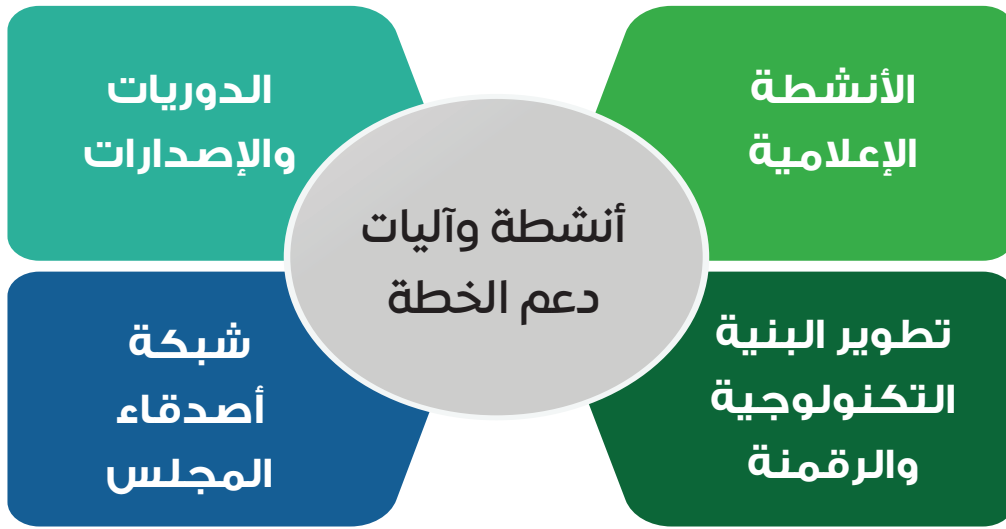 أنشطة وآليات
دعم الخطة
الأنشطة
الإعلامية
الدوريات
والإصدارات
تطوير البنية
التكنولوجية
والرقمنة
شبكة
أصدقاء
المجلس